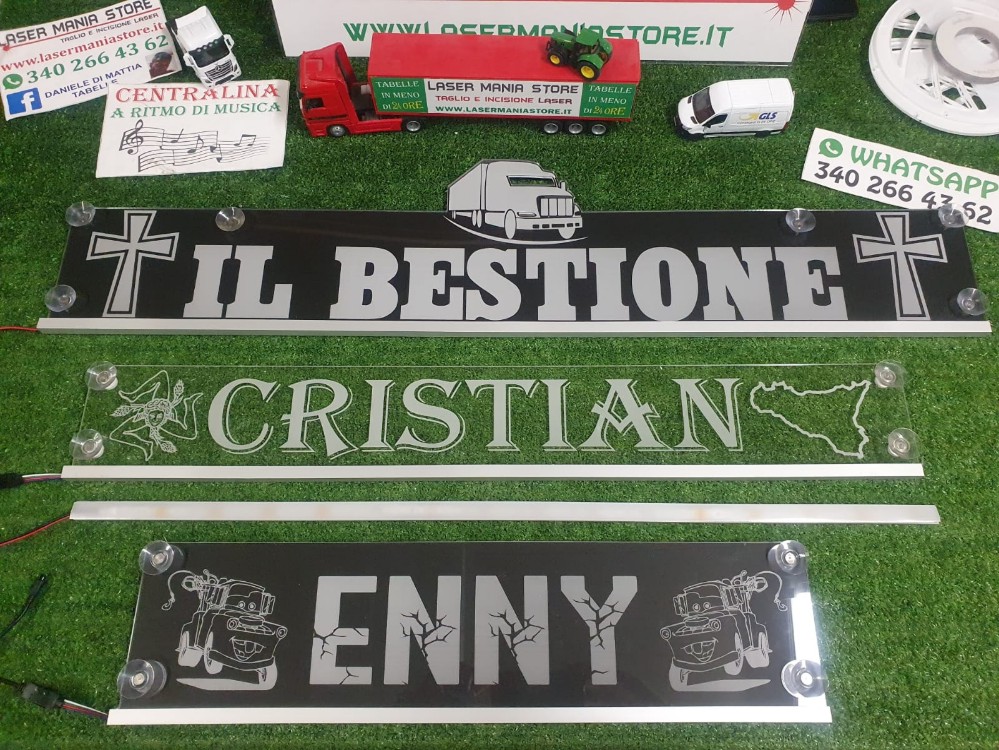 LASER MANIA STORE
TAGLIO E INCISIONE LASER
www.lasermaniastore.it
340 266 43 62
DANIELE DI MATTIA
TABELLE
WWW.LASERMANIASTORE.IT
CENTRALINA
A RITMO DI MUSICA
TABELLE
IN MENO
DI 24 ORE
LASER MANIA STORE
TAGLIO E INCISIONE LASER
WWW.LASERMANIASTORE.IT
TABELLE
IN MENO
DI 24 ORE
GLS
WHATSAPP
340 266 43 62
IL BESTIONE
CRISTIAN
ENNY